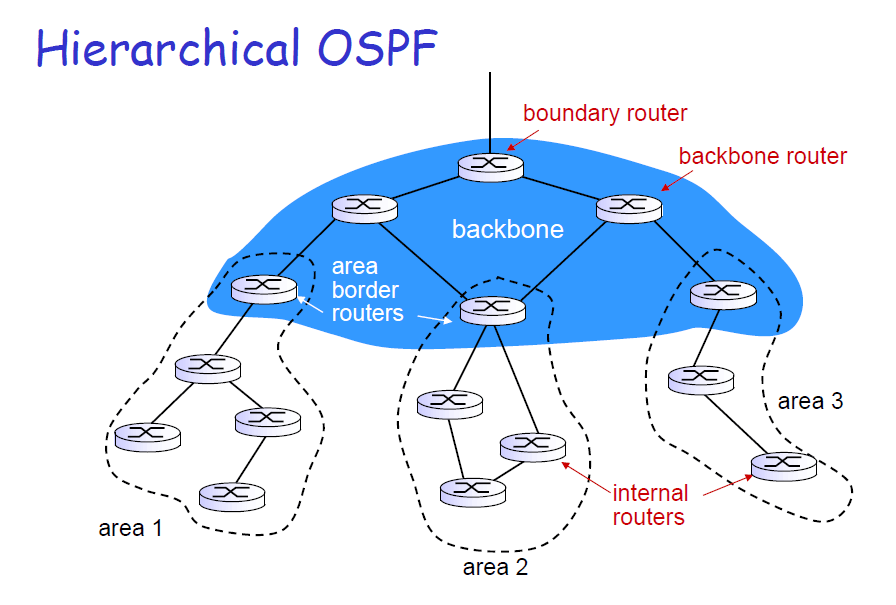 Hierarchical OSPF
boundary router
backbone router
backbone
area
border
routers
area 3
internal
routers
area 1
area 2